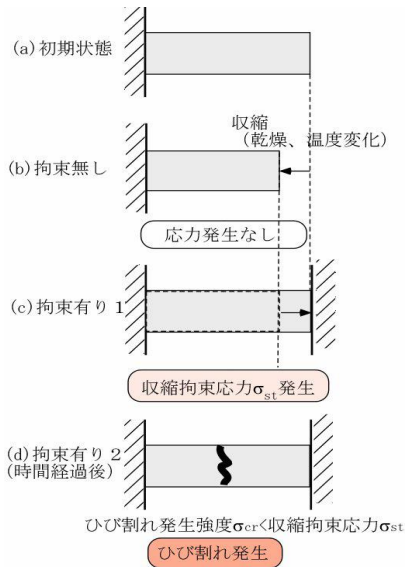 (a)初期状態
収縮
(乾燥、温度変化)
(b)拘束無し
応力発生なし
(c)拘束有り1
収縮拘束応力σst発生
(d)拘束有り2
(時間経過後)
ひび割れ発生強度σcr<収縮拘束応力σst
ひび割れ発生